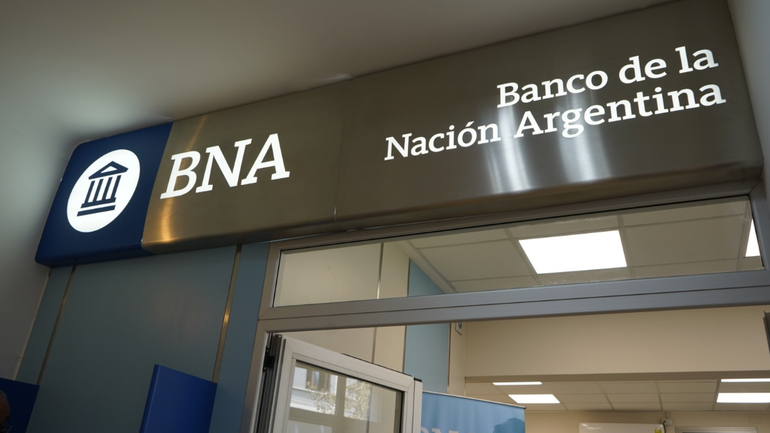 BNA
Banco de la
Nación Argentina